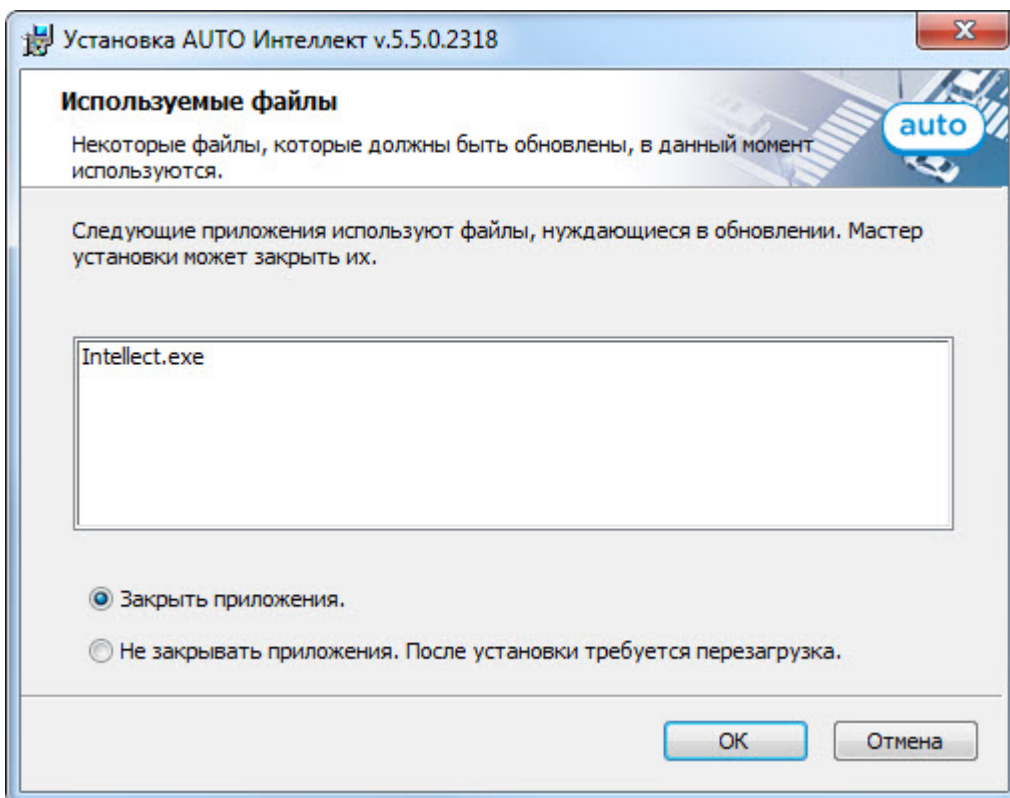 Установка AUTO Интеллект v.5.5.0.2318
X
Используемые файлы
Некоторые файлы, которые должны быть обновлены, в данный момент
используются.
auto
Следующие приложения используют файлы, нуждающиеся в обновлении. Мастер
установки может закрыть их.
Intellect.exe
Закрыть приложения.
Не закрывать приложения. После установки требуется перезагрузка.
ОК Отмена